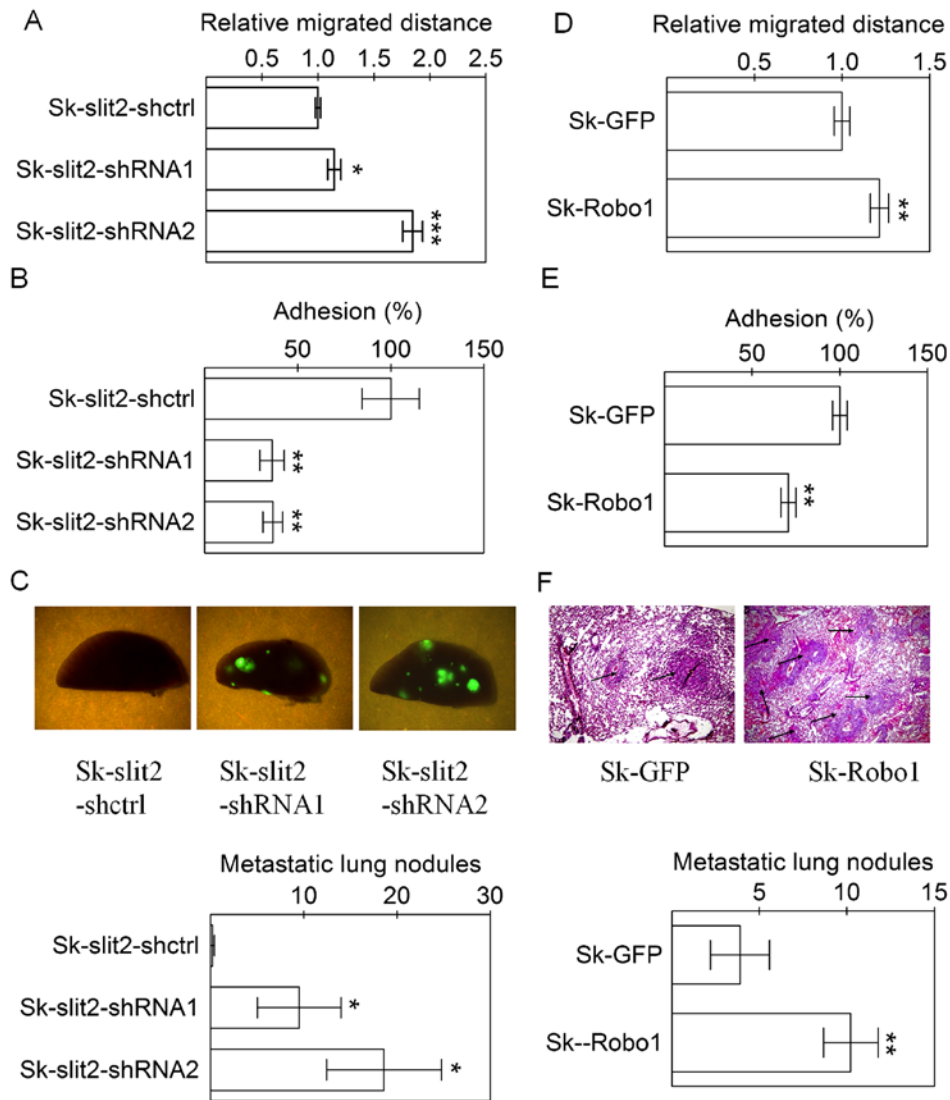 A
Relative migrated distance
0.5 1.0 1.5 2.0 2.5
Sk-slit2-shctrl
Sk-slit2-shRNA1
*
Sk-slit2-shRNA2
***
B
Adhesion (%)
50 100 150
Sk-slit2-shctrl
Sk-slit2-shRNA1
**
Sk-slit2-shRNA2
**
C
Sk-slit2
-shctrl
Sk-slit2
-shRNA1
Sk-slit2
-shRNA2
Metastatic lung nodules
10 20 30
Sk-slit2-shctrl
Sk-slit2-shRNA1
*
Sk-slit2-shRNA2
*
D
Relative migrated distance
0.5 1.0 1.5
Sk-GFP
Sk-Robo1
**
E
Adhesion (%)
50 100 150
Sk-GFP
Sk-Robo1
**
F
Sk-GFP
Sk-Robo1
Metastatic lung nodules
5 10 15
Sk-GFP
Sk--Robo1
**